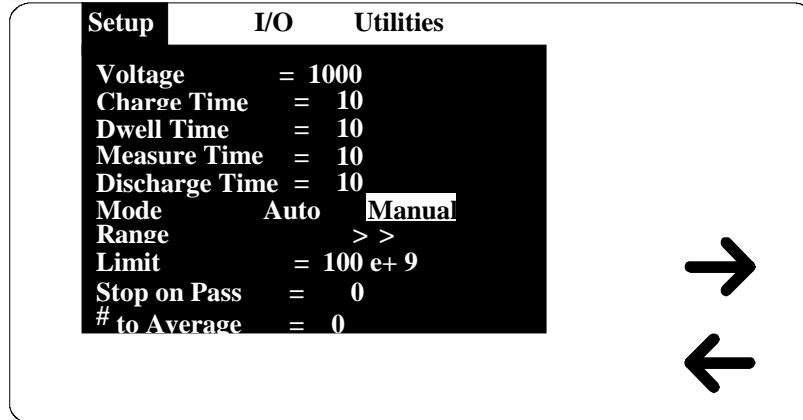 Setup I/O Utilities
Voltage = 1000
Charge Time = 10
Dwell Time = 10
Measure Time = 10
Discharge Time = 10
Mode Auto Manual
Range > >
Limit = 100 e+ 9
Stop on Pass = 0
# to Average = 0